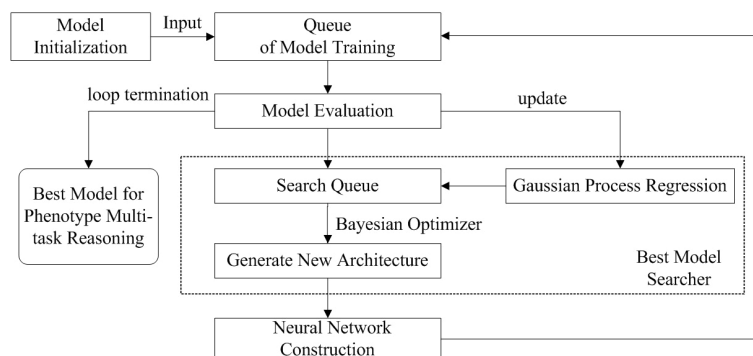 Model
Initialization
Input
Queue
of Model Training
loop termination
Model Evaluation
update
Best Model for
Phenotype Multi-
task Reasoning
Search Queue
Gaussian Process Regression
Bayesian Optimizer
Generate New Architecture
Best Model
Searcher
Neural Network
Construction